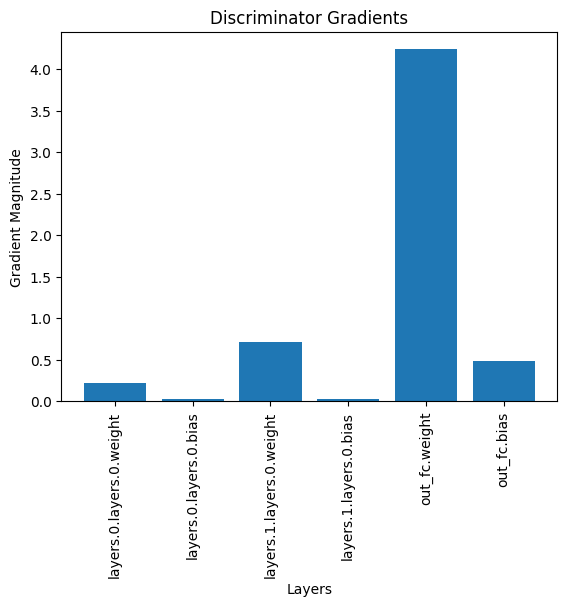 Discriminator Gradients
Gradient Magnitude
4.0
3.5
3.0
2.5
2.0
1.5
1.0
0.5
0.0
layers.0.layers.0.weight
layers.0.layers.0.bias
layers.1.layers.0.weight
layers.1.layers.0.bias
out_fc.weight
out_fc.bias
Layers